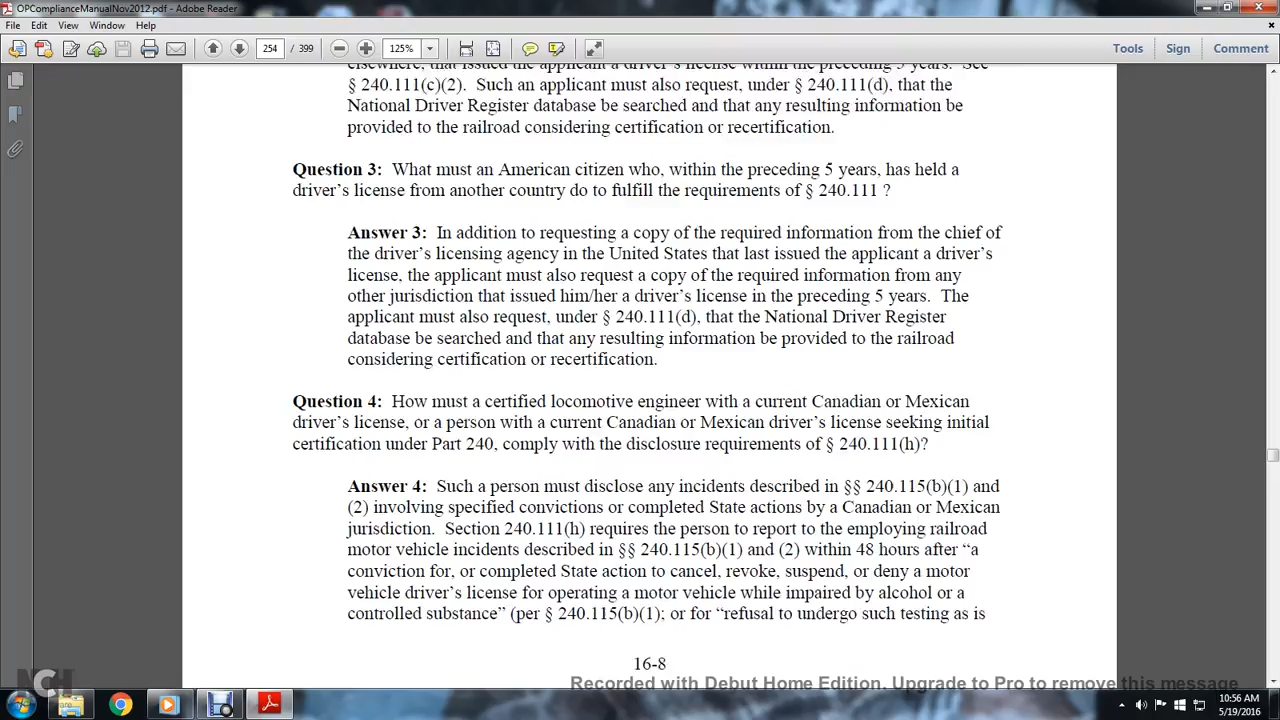 OPComplianceManualNov2012.pdf - Adobe Reader
File Edit View Window Help
254 / 399 125% Tools Sign Comment
elsewhere, that issued the applicant a driver's license within the preceding 5 years. See
§ 240.111(c)(2). Such an applicant must also request, under § 240.111(d), that the
National Driver Register database be searched and that any resulting information be
provided to the railroad considering certification or recertification.
Question 3: What must an American citizen who, within the preceding 5 years, has held a
driver's license from another country do to fulfill the requirements of § 240.111 ?
Answer 3: In addition to requesting a copy of the required information from the chief of
the driver's licensing agency in the United States that last issued the applicant a driver's
license, the applicant must also request a copy of the required information from any
other jurisdiction that issued him/her a driver's license in the preceding 5 years. The
applicant must also request, under § 240.111(d), that the National Driver Register
database be searched and that any resulting information be provided to the railroad
considering certification or recertification.
Question 4: How must a certified locomotive engineer with a current Canadian or Mexican
driver's license, or a person with a current Canadian or Mexican driver's license seeking initial
certification under Part 240, comply with the disclosure requirements of § 240.111(h)?
Answer 4: Such a person must disclose any incidents described in §§ 240.115(b)(1) and
(2) involving specified convictions or completed State actions by a Canadian or Mexican
jurisdiction. Section 240.111(h) requires the person to report to the employing railroad
motor vehicle incidents described in §§ 240.115(b)(1) and (2) within 48 hours after “a
conviction for, or completed State action to cancel, revoke, suspend, or deny a motor
vehicle driver's license for operating a motor vehicle while impaired by alcohol or a
controlled substance” (per § 240.115(b)(1); or for “refusal to undergo such testing as is
16-8
Recorded with Debut Home Edition. Upgrade to Pro to remove this message
NCH
10:56 AM
5/19/2016